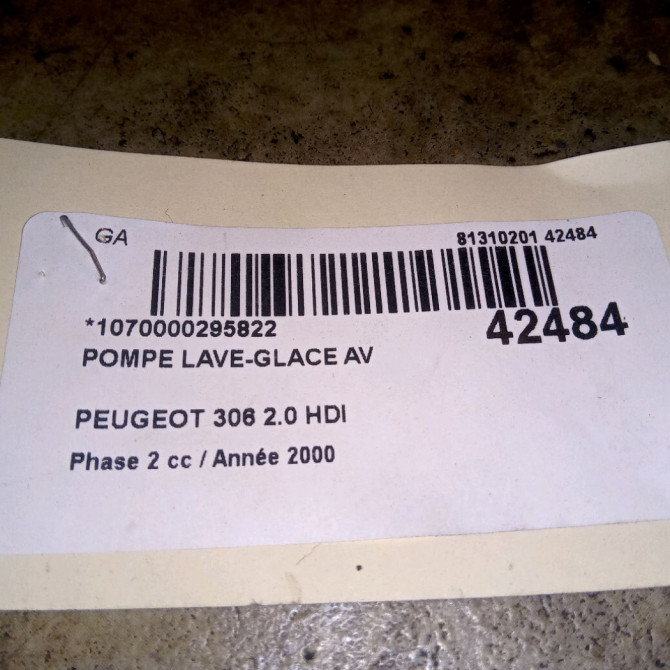 GA
81310201 42484
*1070000295822
42484
POMPE LAVE-GLACE AV
PEUGEOT 306 2.0 HDI
Phase 2 cc / Année 2000